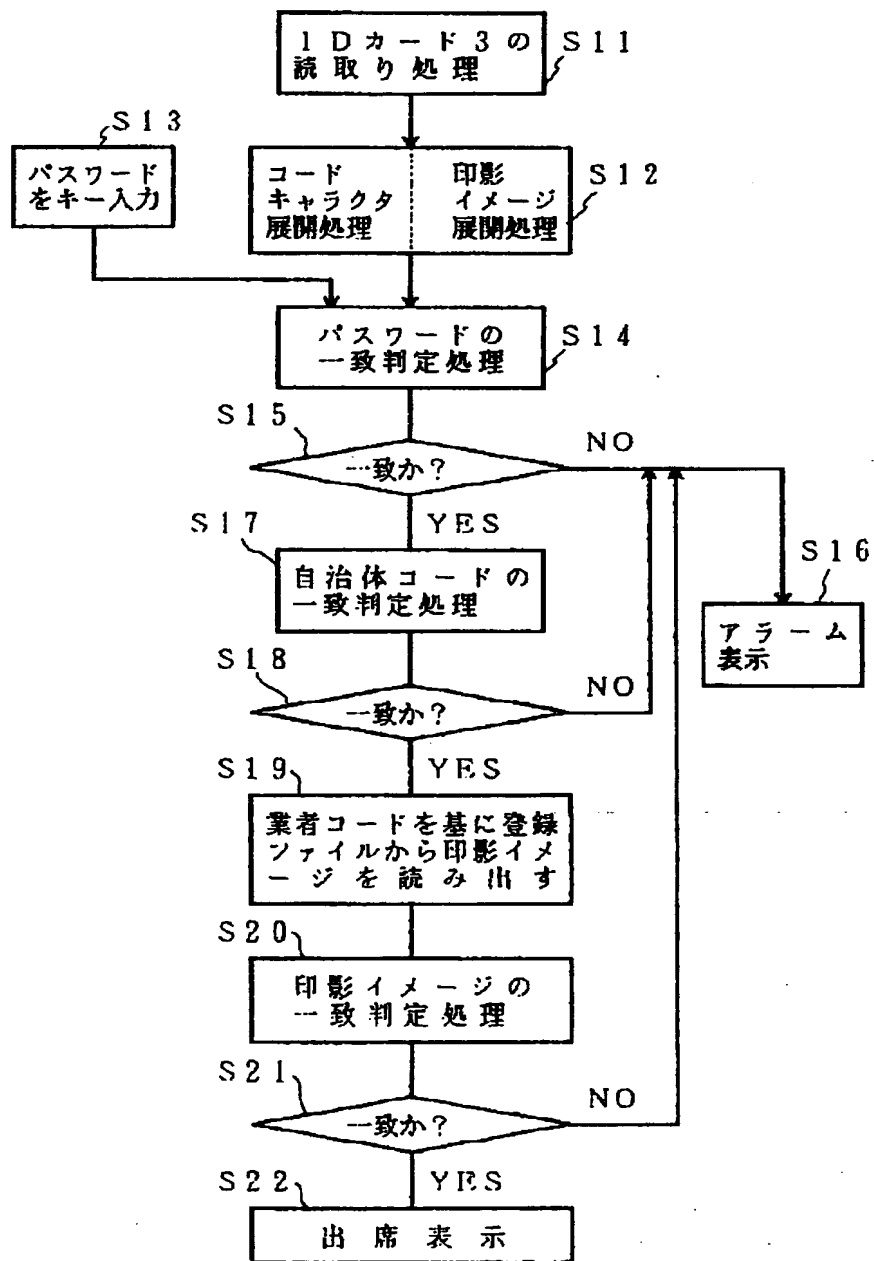 IDカード3の
読取り処理
S11
S13
パスワード
をキー入力
コード
キャラクタ
展開処理
印影
イメージ
展開処理
S12
パスワードの
一致判定処理
S14
S15
一致か?
NO
YES
S17
自治体コードの
一致判定処理
S16
アラーム
表示
S18
一致か?
NO
YES
S19
業者コードを基に登録
ファイルから印影イメ
ージを読み出す
S20
印影イメージの
一致判定処理
S21
一致か?
NO
YES
S22
出席表示